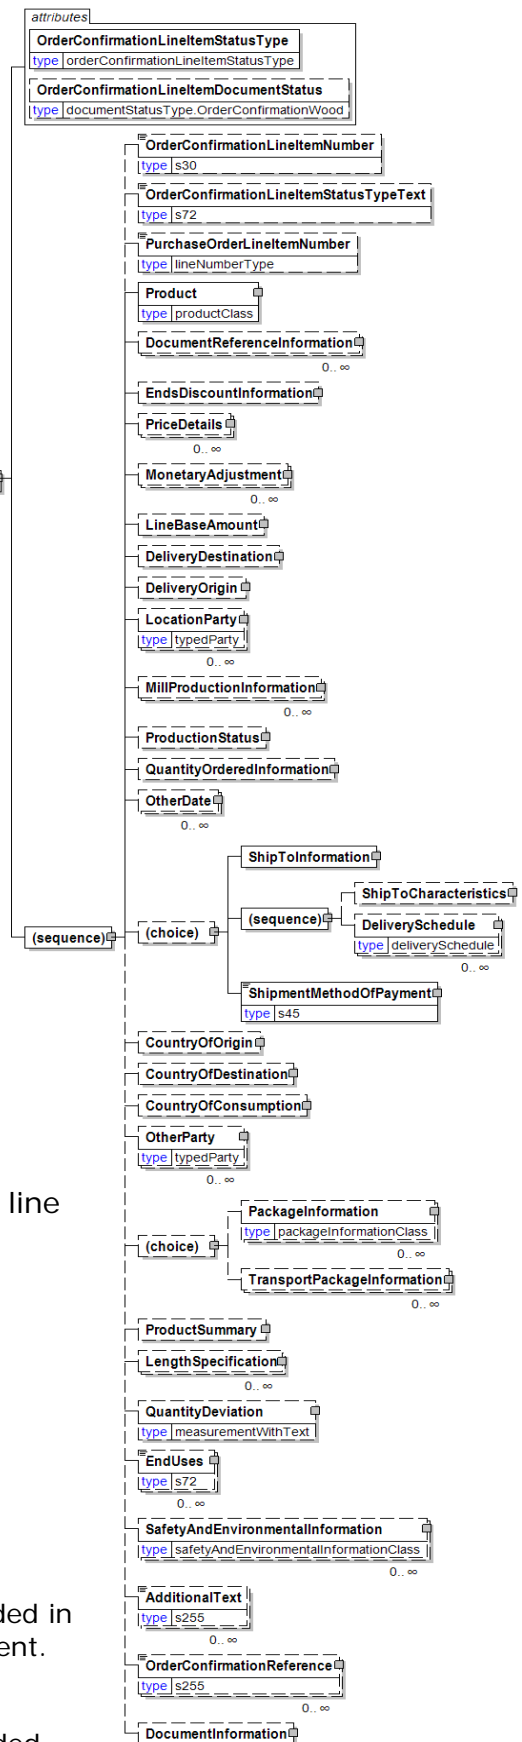 attributes
OrderConfirmationLineItemStatusType
type orderConfirmationLineItemStatusType
OrderConfirmationLineItemDocumentStatus
type documentStatusType.OrderConfirmationWood
OrderConfirmationLineItemNumber
type s30
OrderConfirmationLineItemStatusTypeText
type s72
PurchaseOrderLineItemNumber
type lineNumberType
Product
type productClass
DocumentReferenceInformation
0.. ∞
EndsDiscountInformation
PriceDetails
0.. ∞
MonetaryAdjustment
0.. ∞
LineBaseAmount
DeliveryDestination
DeliveryOrigin
LocationParty
type typedParty
0.. ∞
MillProductionInformation
0.. ∞
ProductionStatus
QuantityOrderedInformation
OtherDate
0.. ∞
ShipToInformation
ShipToCharacteristics
(sequence) (choice) (sequence) DeliverySchedule
type deliverySchedule
0.. ∞
ShipmentMethodOfPayment
type s45
CountryOfOrigin
CountryOfDestination
CountryOfConsumption
OtherParty
type typedParty
0.. ∞
line
PackageInformation
type packageInformationClass
(choice)
0.. ∞
TransportPackageInformation
0.. ∞
ProductSummary
LengthSpecification
0.. ∞
QuantityDeviation
type measurementWithText
EndUses
type s72
0.. ∞
SafetyAndEnvironmentalInformation
type safetyAndEnvironmentalInformationClass
0.. ∞
AdditionalText
ded in
type s255
0.. ∞
ent.
OrderConfirmationReference
type s255
0.. ∞
DocumentInformation